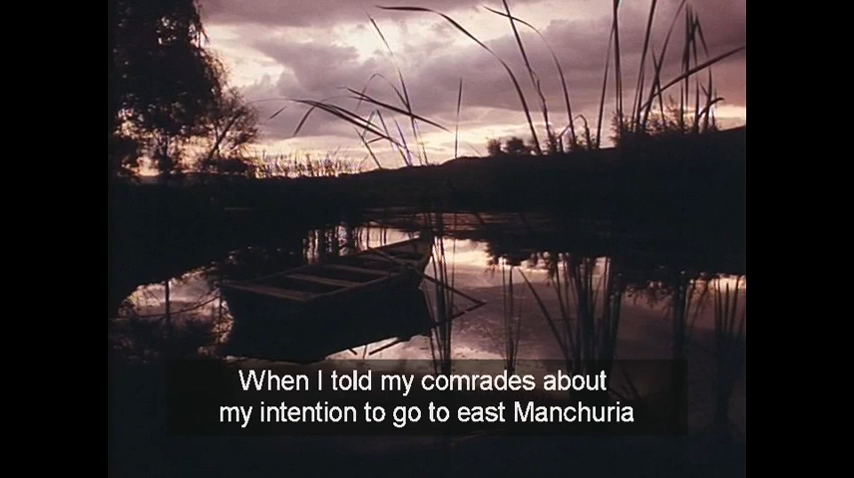 When I told my comrades about
my intention to go to east Manchuria